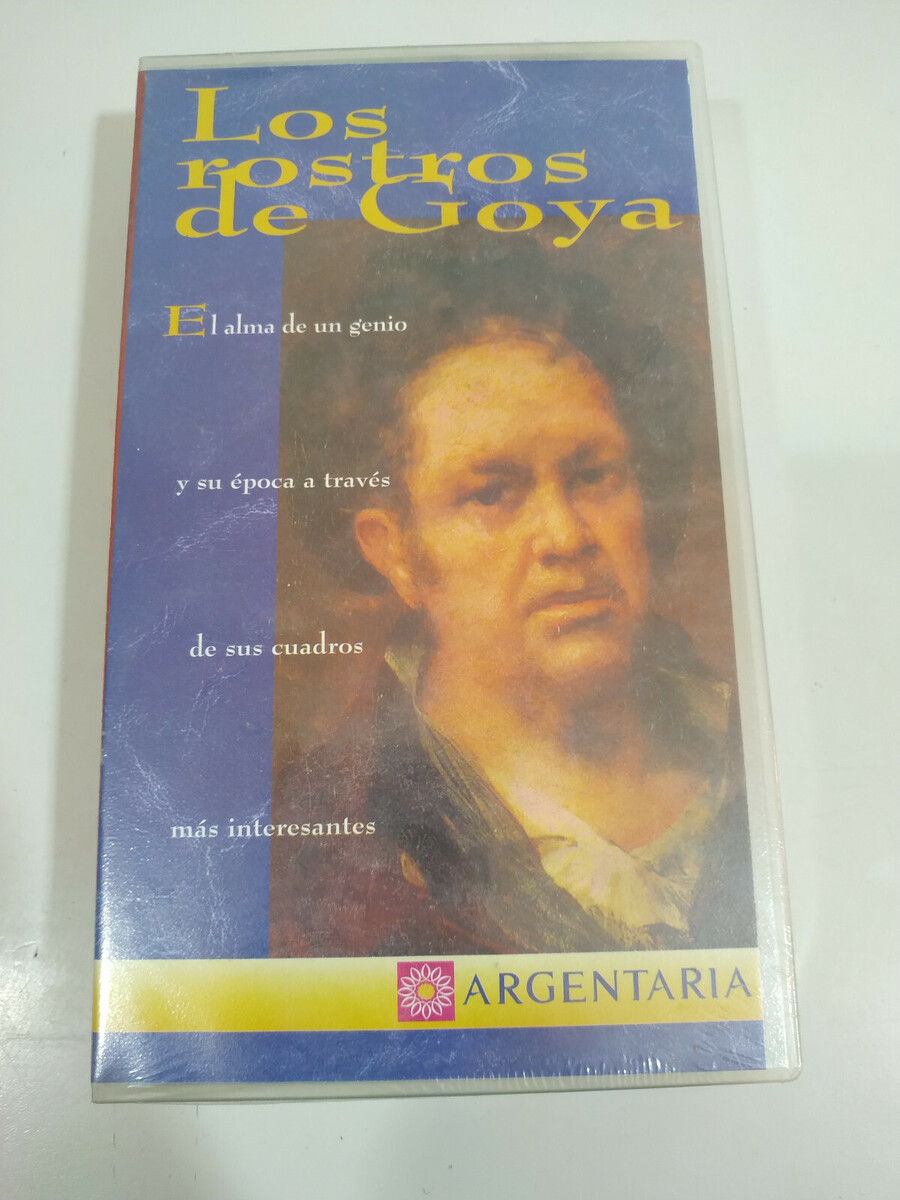 Los
rostros
de Goya
El alma de un genio
y su época a través
de sus cuadros
más interesantes
ARGENTARIA